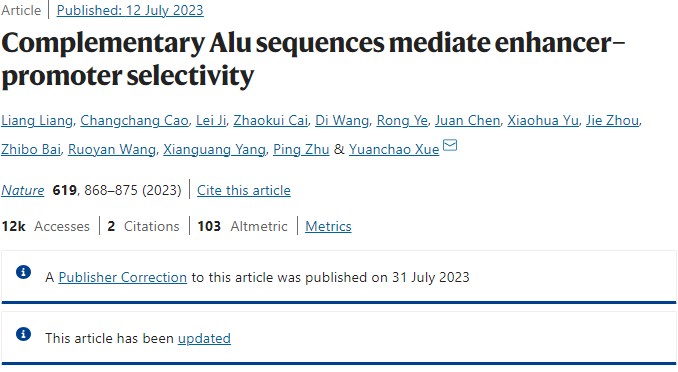 Article | Published: 12 July 2023
Complementary Alu sequences mediate enhancer–
promoter selectivity
Liang Liang, Changchang Cao, Lei Ji, Zhaokui Cai, Di Wang, Rong Ye, Juan Chen, Xiaohua Yu, Jie Zhou,
Zhibo Bai, Ruoyan Wang, Xianguang Yang, Ping Zhu & Yuanchao Xue
Nature 619, 868–875 (2023) | Cite this article
12k Accesses | 2 Citations | 103 Altmetric | Metrics
A Publisher Correction to this article was published on 31 July 2023
This article has been updated